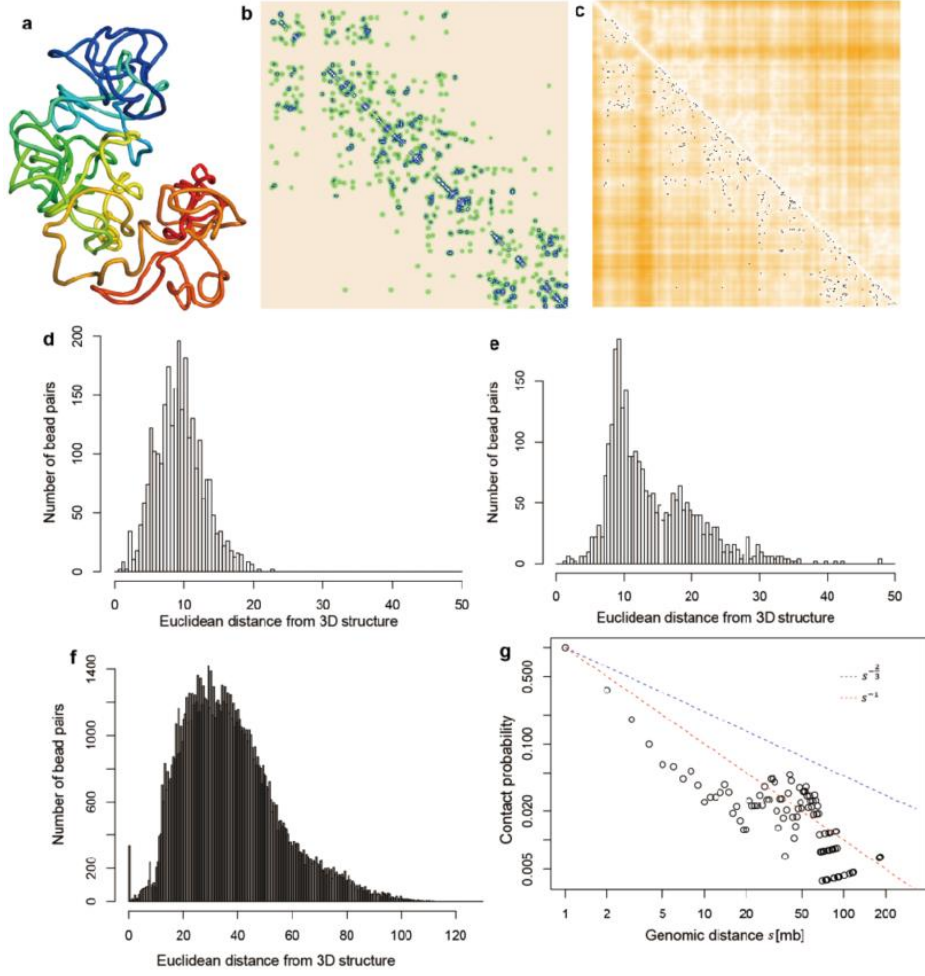 a
b
c
d
Number of bead pairs
200
150
100
50
0
0 10 20 30 40 50
Euclidean distance from 3D structure
e
Number of bead pairs
150
100
50
0
0 10 20 30 40 50
Euclidean distance from 3D structure
f
Number of bead pairs
1400
1000
600
200
0
0 20 40 60 80 100 120
Euclidean distance from 3D structure
g
Contact probability
0.500
0.100
0.020
0.005
s^{-2/3}
s^{-1}
1 2 5 10 20 50 100 200
Genomic distance s [mb]